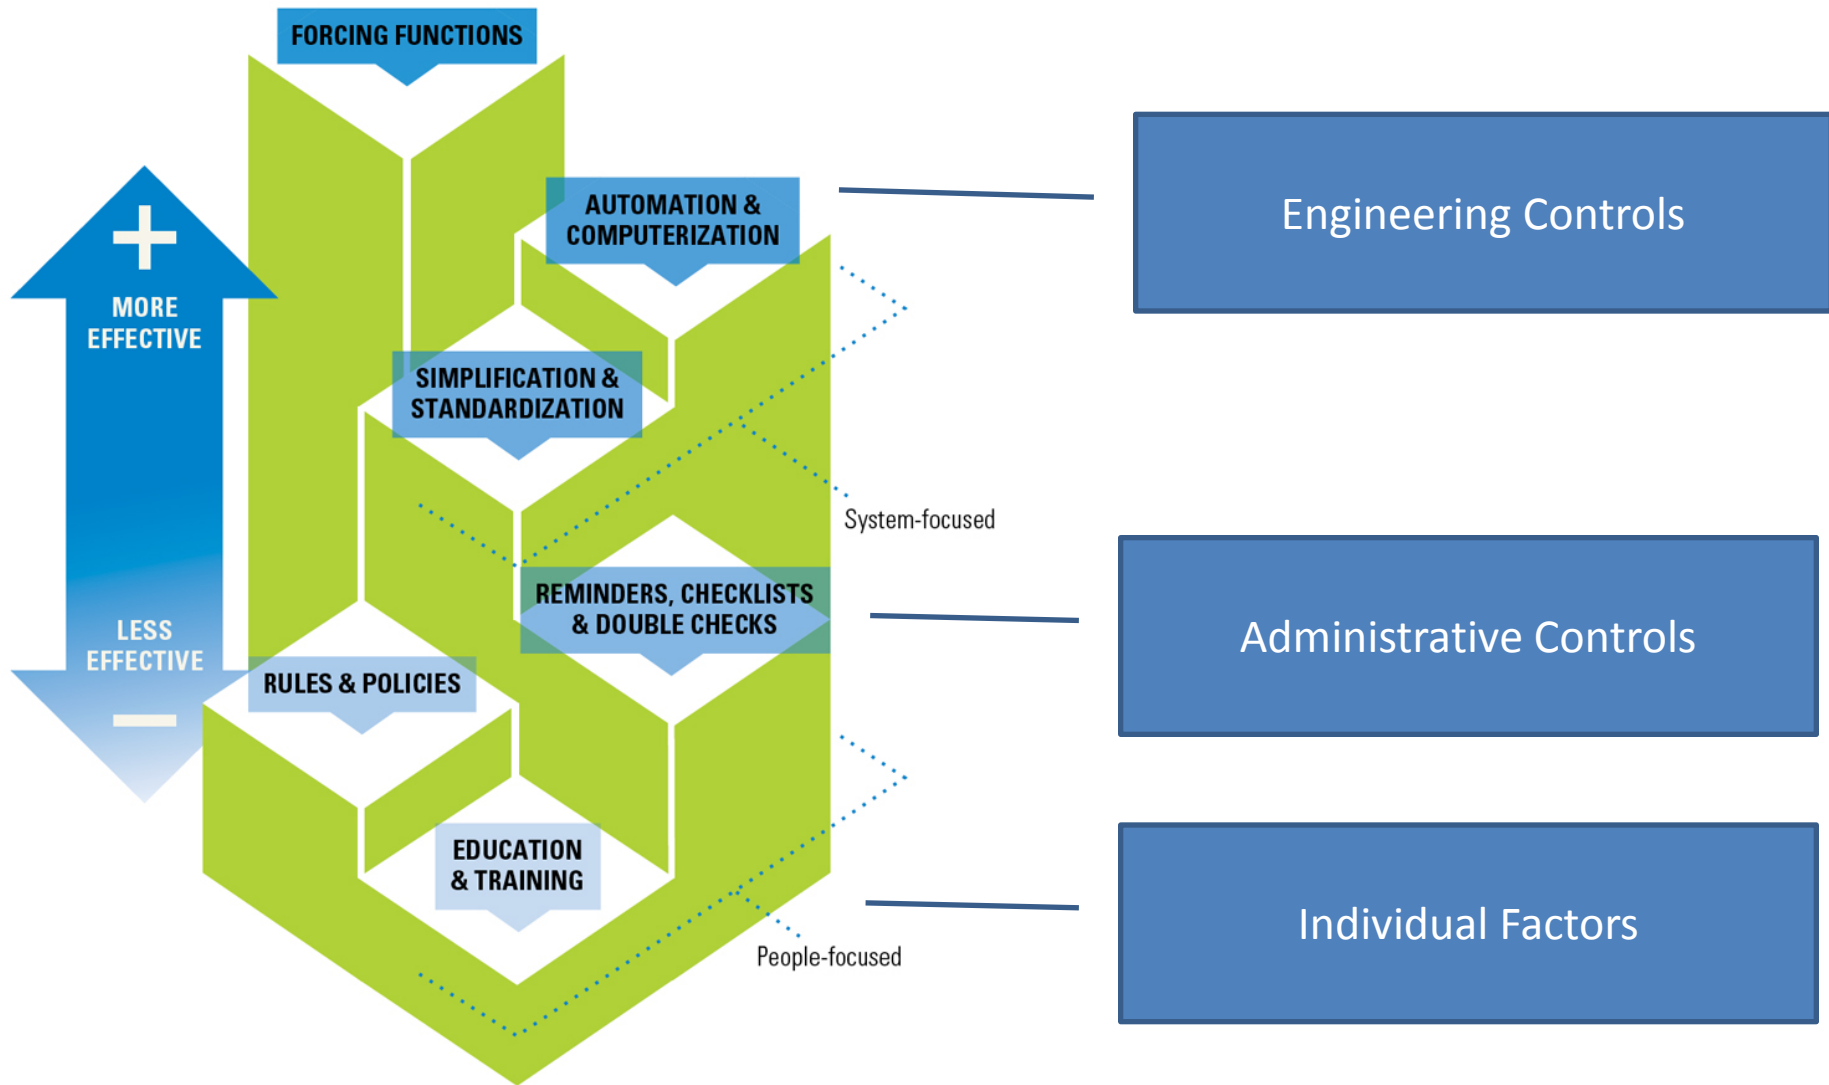 FORCING FUNCTIONS
AUTOMATION &
COMPUTERIZATION
Engineering Controls
+
MORE
EFFECTIVE
SIMPLIFICATION &
STANDARDIZATION
System-focused
REMINDERS, CHECKLISTS
& DOUBLE CHECKS
Administrative Controls
LESS
EFFECTIVE
−
RULES & POLICIES
EDUCATION
& TRAINING
Individual Factors
People-focused